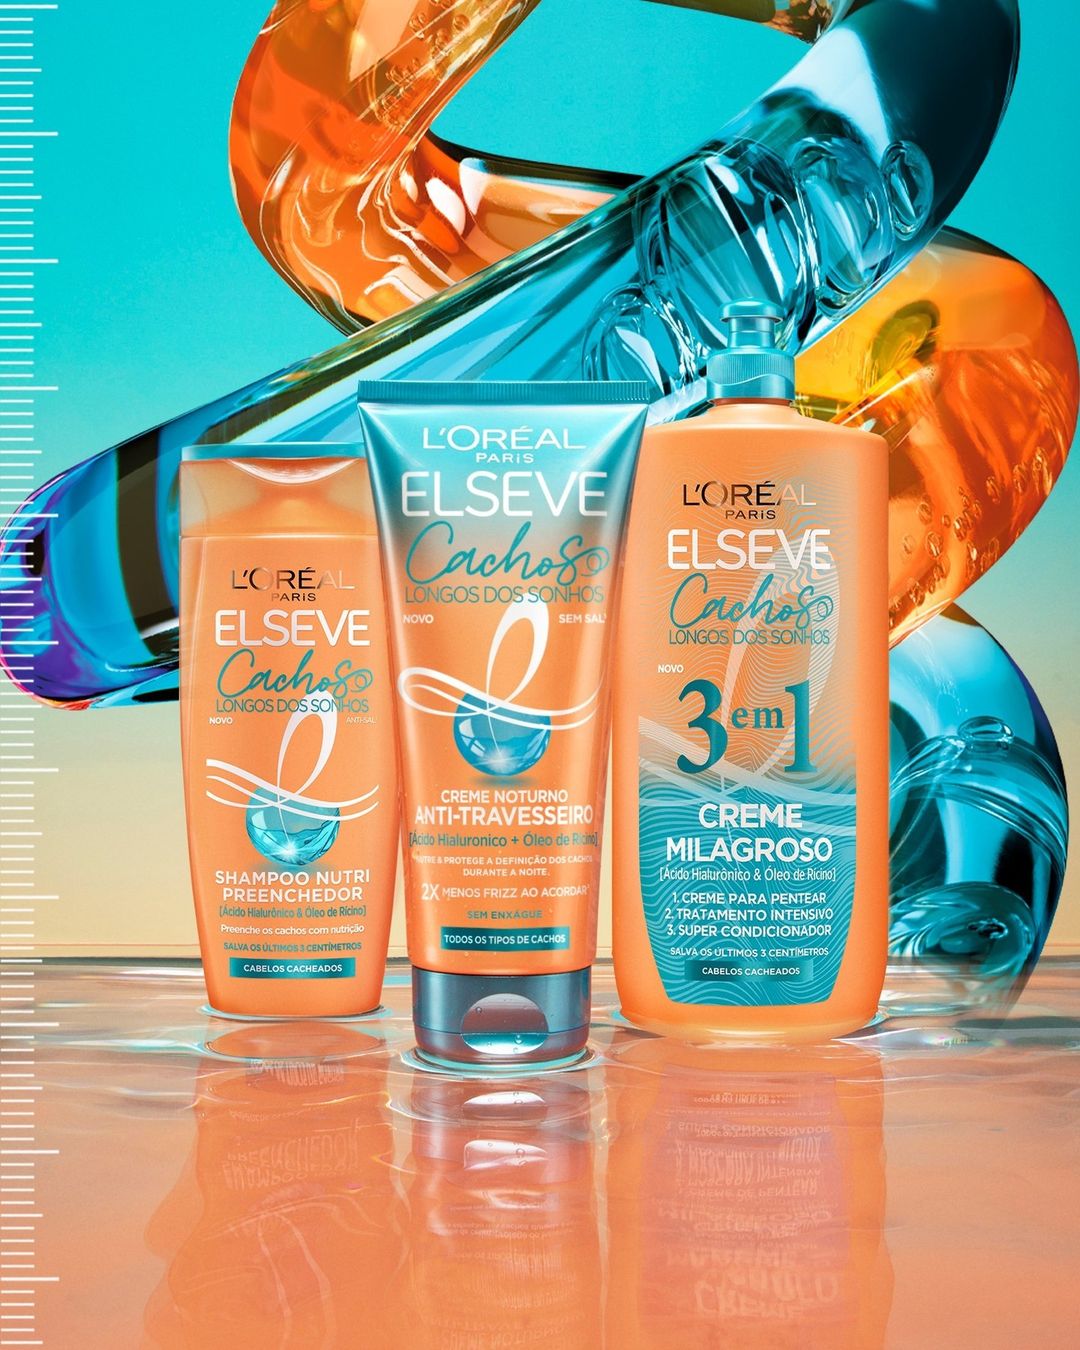 L'ORÉAL
PARIS
ELSEVE
Cachos
LONGOS DOS SONHOS
NOVO
ANTI-SAL
SHAMPOO NUTRI
PREENCHEDOR
[Ácido Hialurônico & Óleo de Rícino]
Preenche os cachos com nutrição
SALVA OS ÚLTIMOS 3 CENTÍMETROS
CABELOS CACHEADOS
L'ORÉAL
PARIS
ELSEVE
Cachos
LONGOS DOS SONHOS
NOVO
SEM SAL*
CREME NOTURNO
ANTI-TRAVESSEIRO
[Ácido Hialuronico + Óleo de Rícino]
NUTRE & PROTEGE A DEFINIÇÃO DOS CACHOS
DURANTE A NOITE.
2X MENOS FRIZZ AO ACORDAR*
SEM ENXÁGUE
TODOS OS TIPOS DE CACHOS
L'ORÉAL
PARIS
ELSEVE
Cachos
LONGOS DOS SONHOS
NOVO
3 em 1
CREME
MILAGROSO
[Ácido Hialurônico & Óleo de Rícino]
1. CREME PARA PENTEAR
2. TRATAMENTO INTENSIVO
3. SUPER CONDICIONADOR
SALVA OS ÚLTIMOS 3 CENTÍMETROS
CABELOS CACHEADOS